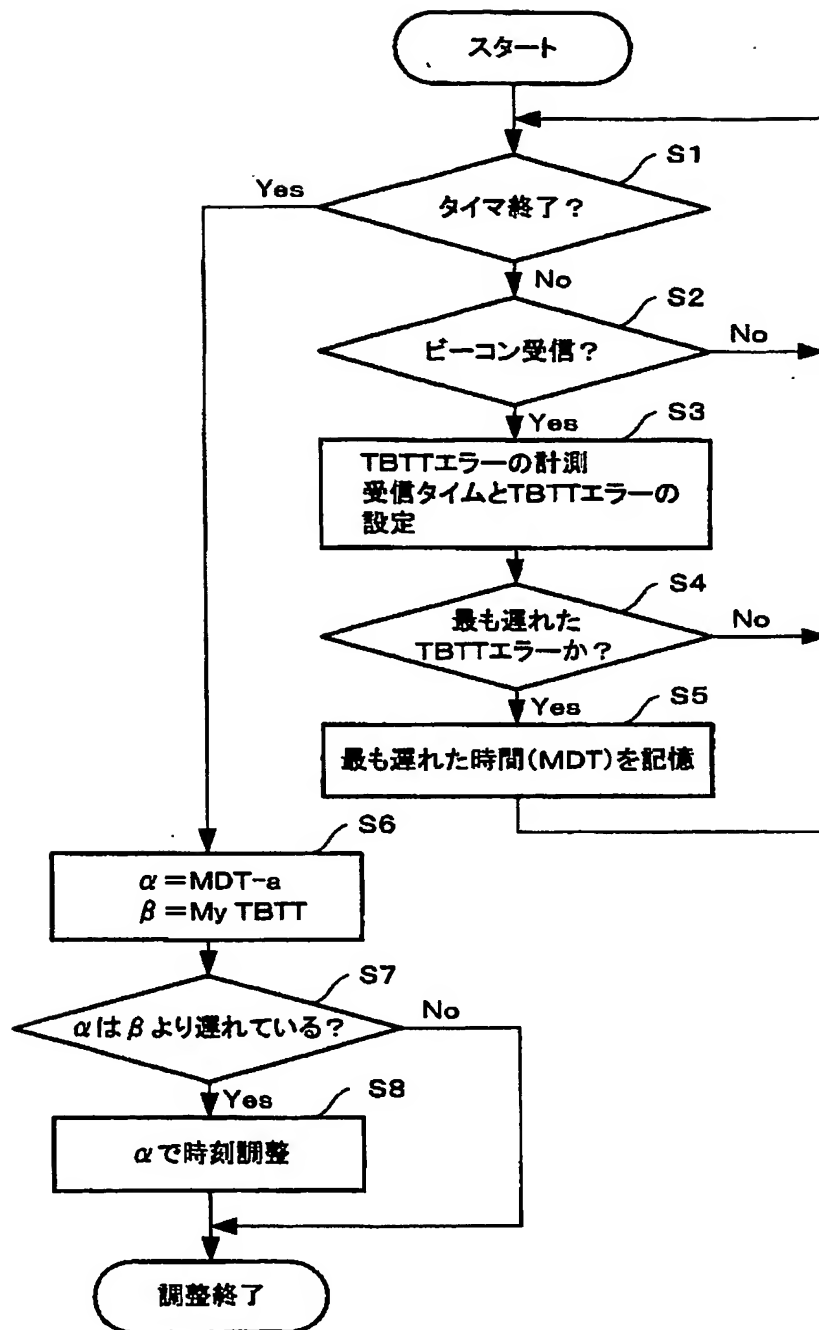 スタート
S1
Yes
タイマ終了?
No
S2
ビーコン受信?
No
Yes
S3
TBTTエラーの計測
受信タイムとTBTTエラーの
設定
S4
最も遅れた
TBTTエラーか?
No
Yes
S5
最も遅れた時間(MDT)を記憶
S6
α=MDT-a
β=My TBTT
S7
αはβより遅れている?
No
Yes
S8
αで時刻調整
調整終了